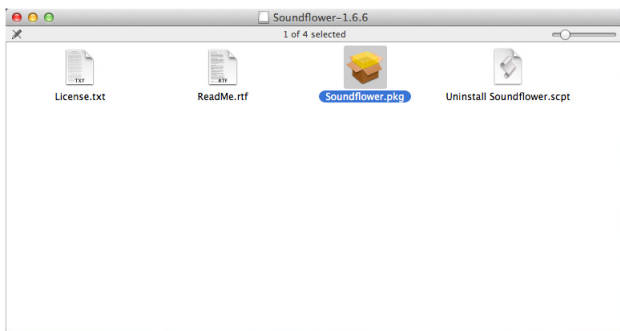 Soundflower-1.6.6
1 of 4 selected
TXT
RTF
License.txt
ReadMe.rtf
Soundflower.pkg
Uninstall Soundflower.scpt